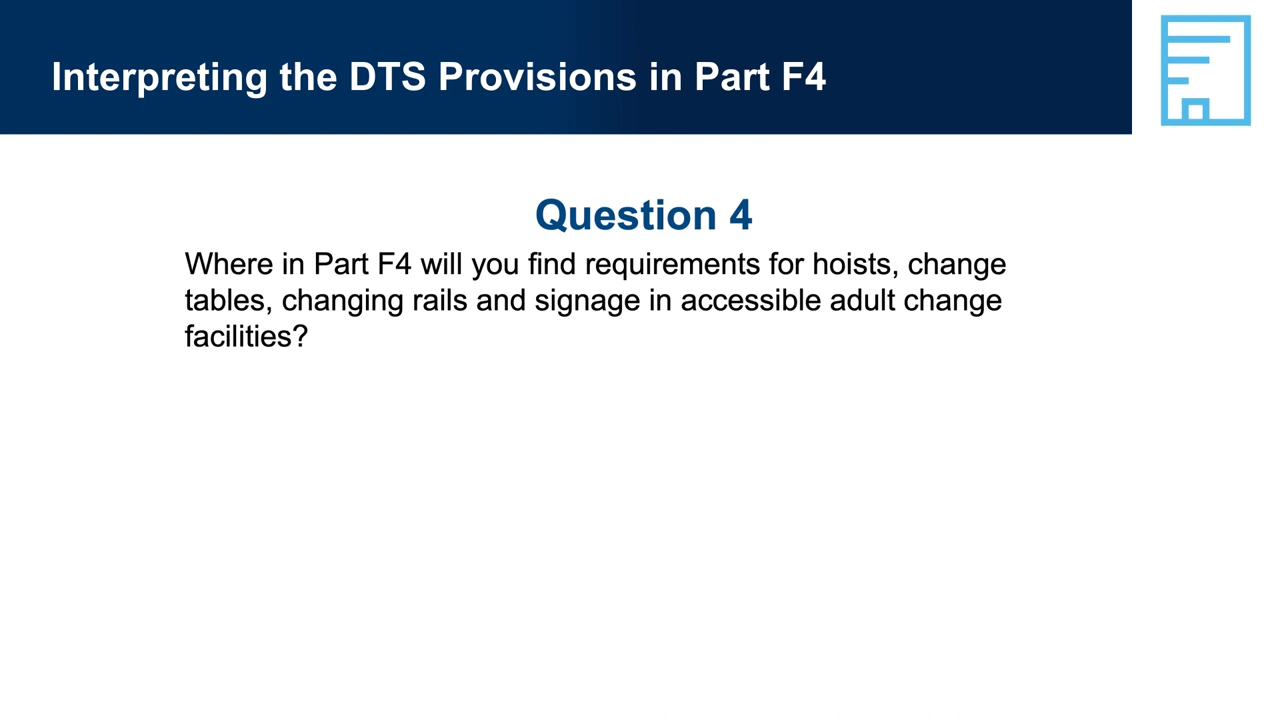 Interpreting the DTS Provisions in Part F4
Question 4
Where in Part F4 will you find requirements for hoists, change
tables, changing rails and signage in accessible adult change
facilities?